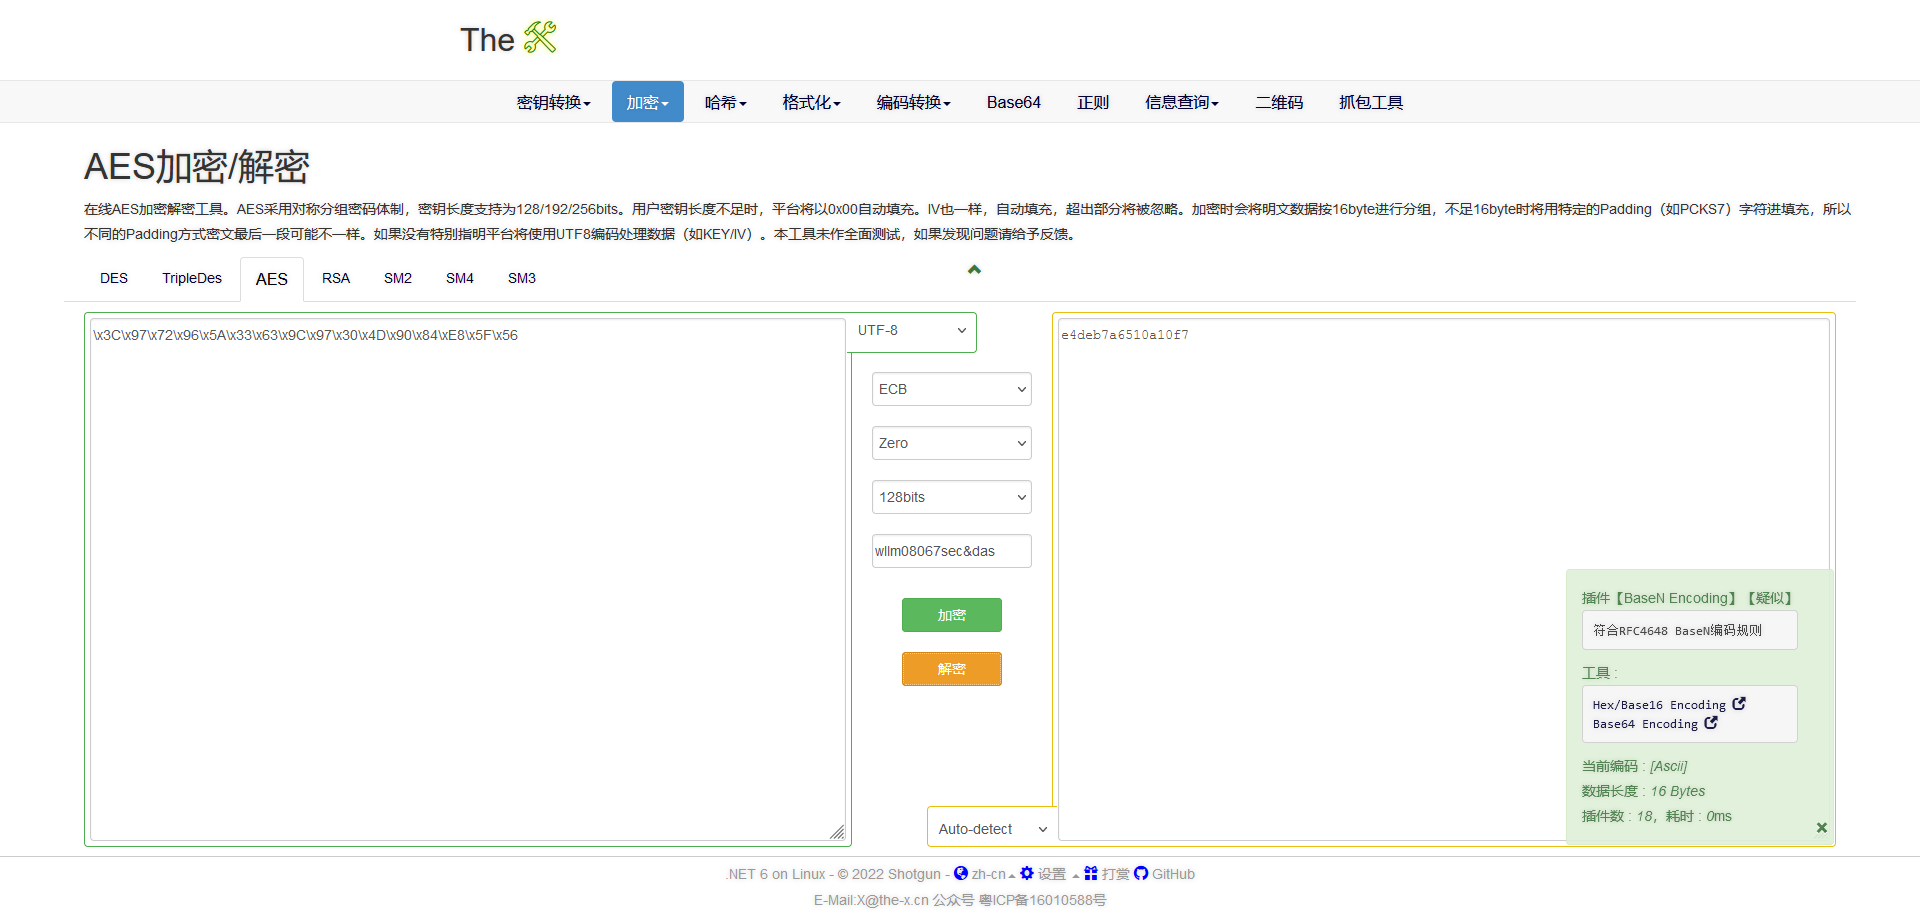 The
密钥转换 加密 哈希 格式化 编码转换 Base64 正则 信息查询 二维码 抓包工具
AES加密/解密
在线AES加密解密工具。AES采用对称分组密码体制，密钥长度支持为128/192/256bits。用户密钥长度不足时，平台将以0x00自动填充。IV也一样，自动填充，超出部分将被忽略。加密时会将明文数据按16byte进行分组，不足16byte时将用特定的Padding（如PCKS7）字符进填充，所以
不同的Padding方式密文最后一段可能不一样。如果没有特别指明平台将使用UTF8编码处理数据（如KEY/IV）。本工具未作全面测试，如果发现问题请给予反馈。
DES TripleDes AES RSA SM2 SM4 SM3
\x3C\x97\x72\x96\x5A\x33\x63\x9C\x97\x30\x4D\x90\x84\xE8\x5F\x56
UTF-8
ECB
Zero
128bits
wllm08067sec&das
加密
解密
e4deb7a6510a10f7
插件【BaseN Encoding】【疑似】
符合RFC4648 BaseN编码规则
工具 :
Hex/Base16 Encoding
Base64 Encoding
当前编码 : [Ascii]
数据长度 : 16 Bytes
插件数 : 18，耗时 : 0ms
Auto-detect
.NET 6 on Linux - © 2022 Shotgun - zh-cn 设置 打赏 GitHub
E-Mail:X@the-x.cn 公众号 粤ICP备16010588号